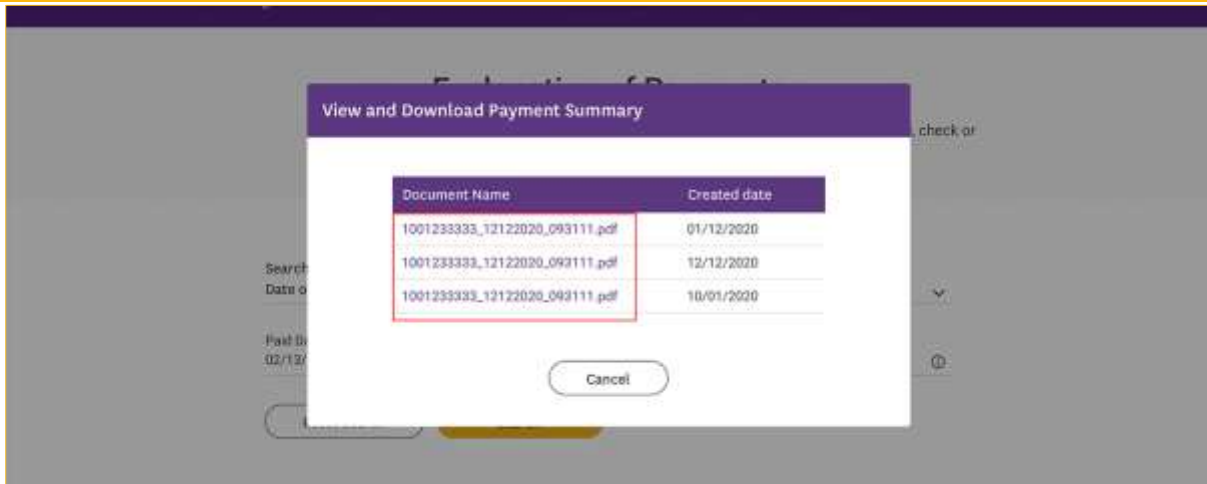 View and Download Payment Summary
, check or
Document Name Created date
1001233333_12122020_093111.pdf 01/12/2020
1001233333_12122020_093111.pdf 12/12/2020
1001233333_12122020_093111.pdf 10/01/2020
Search
Date o
Paid Da
02/13/
Cancel